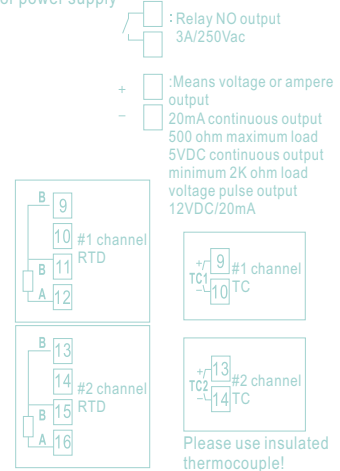 or power supply
: Relay NO output
3A/250Vac
+
−
:Means voltage or ampere
output
20mA continuous output
500 ohm maximum load
5VDC continuous output
minimum 2K ohm load
voltage pulse output
12VDC/20mA
B 9
10 #1 channel
B 11 RTD
A 12
+ 9 #1 channel
TC1
− 10 TC
B 13
14 #2 channel
B 15 RTD
A 16
+ 13
TC2 #2 channel
− 14 TC
Please use insulated
thermocouple!